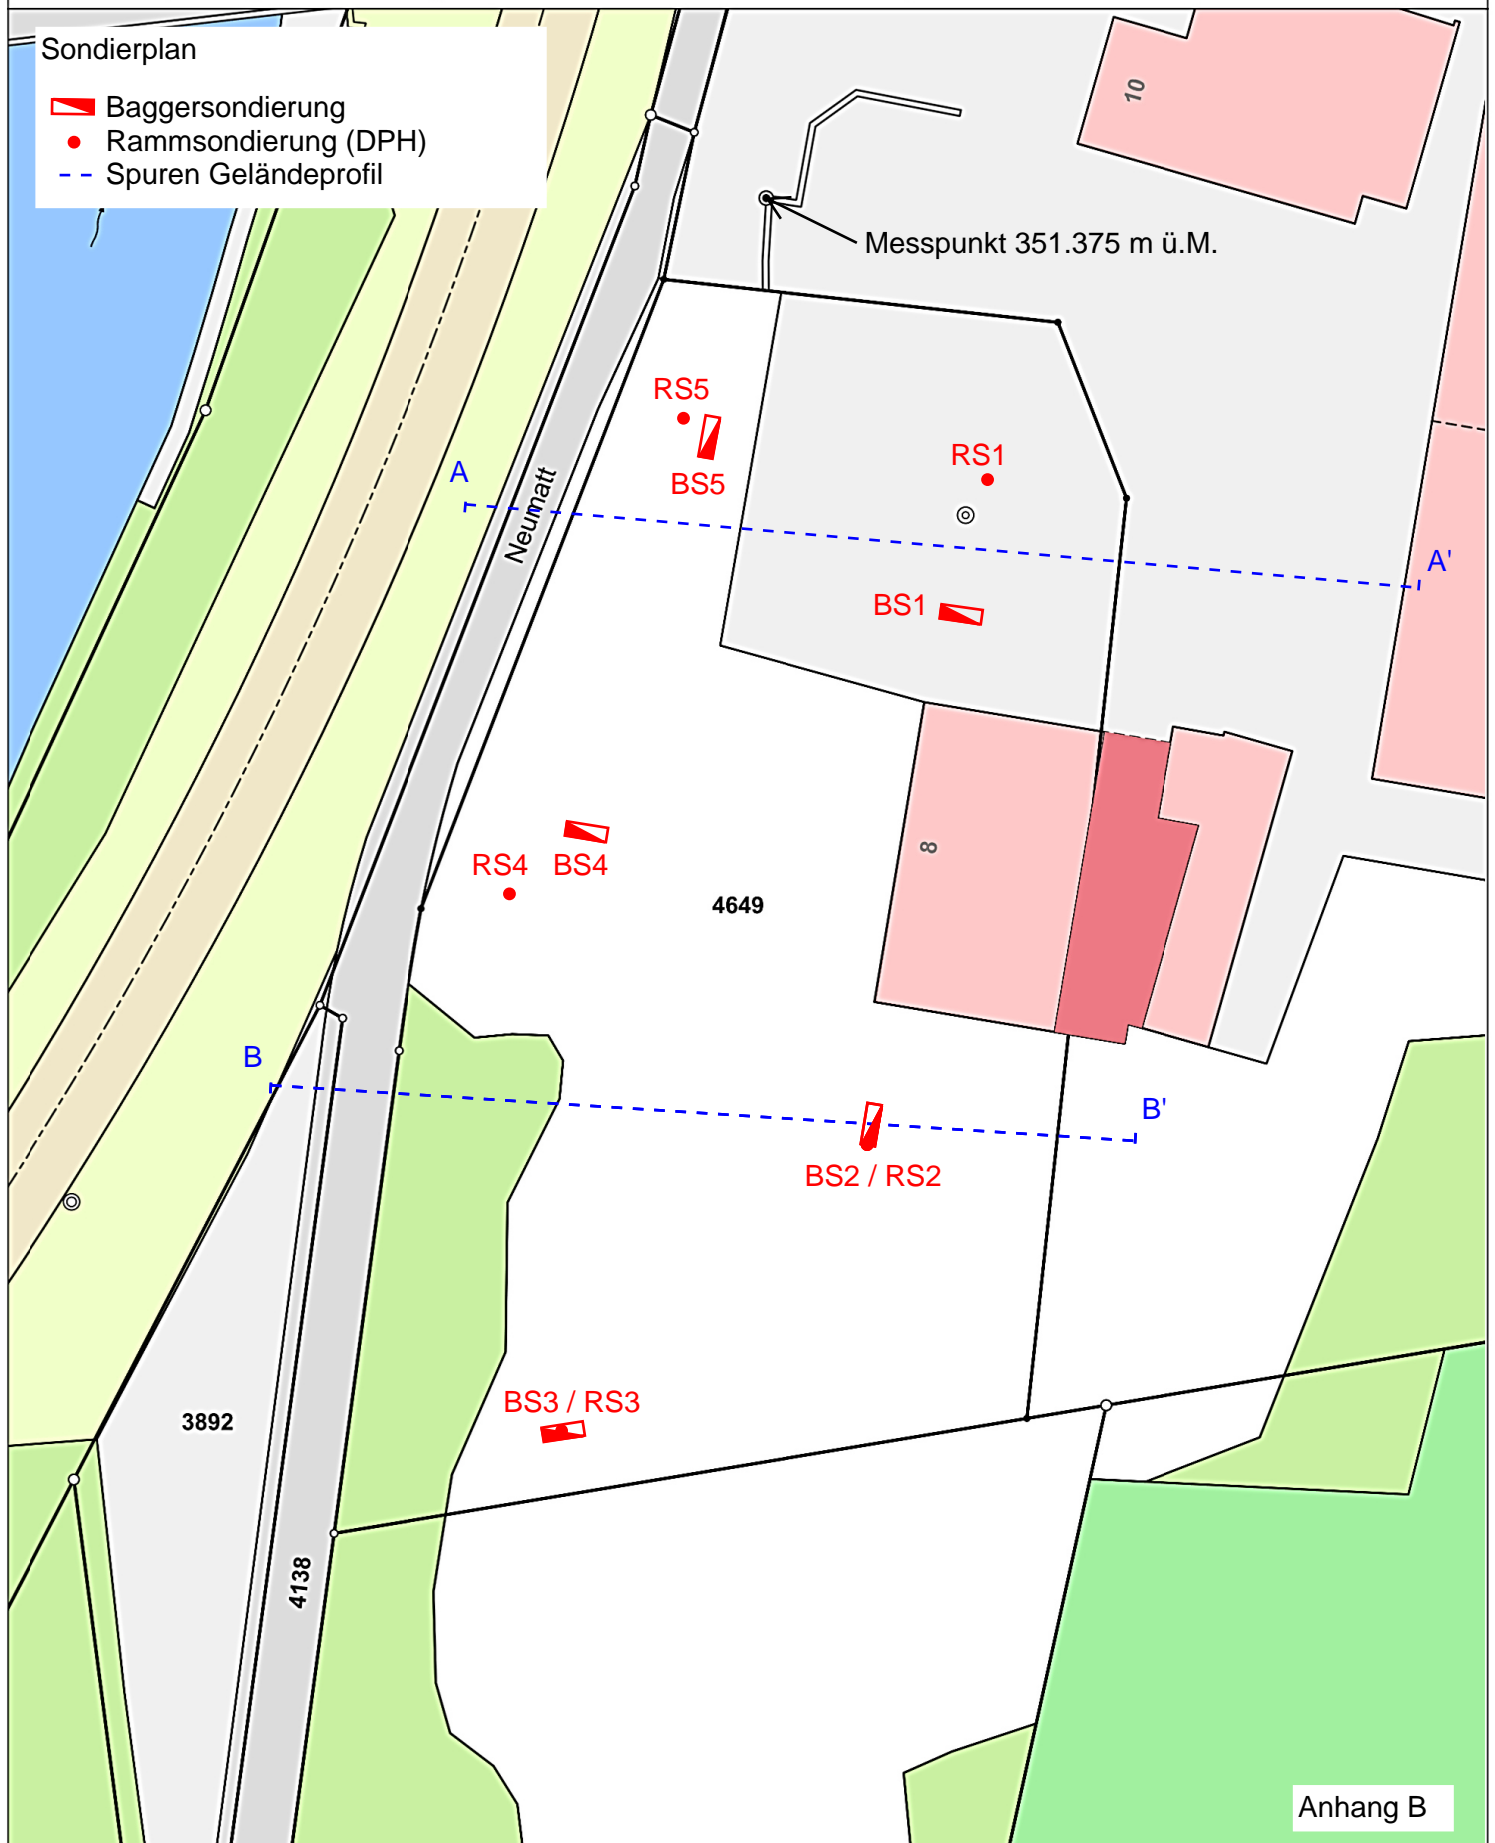 Sondierplan
Baggersondierung
Rammsondierung (DPH)
Spuren Geländeprofil
10
Messpunkt 351.375 m ü.M.
RS5
BS5
RS1
A
Neumatt
A'
BS1
8
RS4 BS4
4649
B
B'
BS2 / RS2
BS3 / RS3
3892
4138
Anhang B